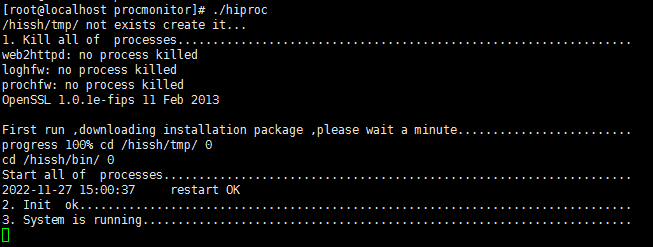 [root@localhost procmonitor]# ./hiproc
/hissh/tmp/ not exists create it...
1. Kill all of  processes...............................................................
web2httpd: no process killed
loghfw: no process killed
prochfw: no process killed
OpenSSL 1.0.1e-fips 11 Feb 2013
First run ,downloading installation package ,please wait a minute.........................
progress 100% cd /hissh/tmp/ 0
cd /hissh/bin/ 0
Start all of  processes.................................................................
2022-11-27 15:00:37     restart OK
2. Init  ok.............................................................................
3. System is running....................................................................